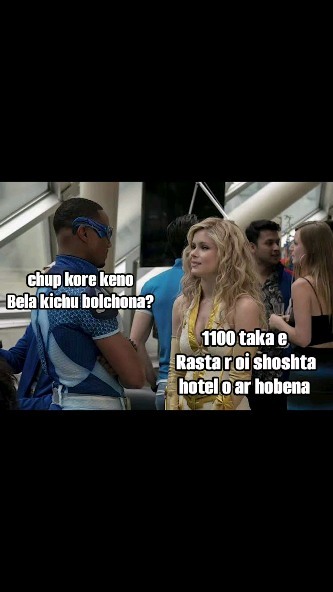 chup kore keno
Bela kichu bolchona?
1100 taka e
Rasta r oi shoshta
hotel o ar hobena